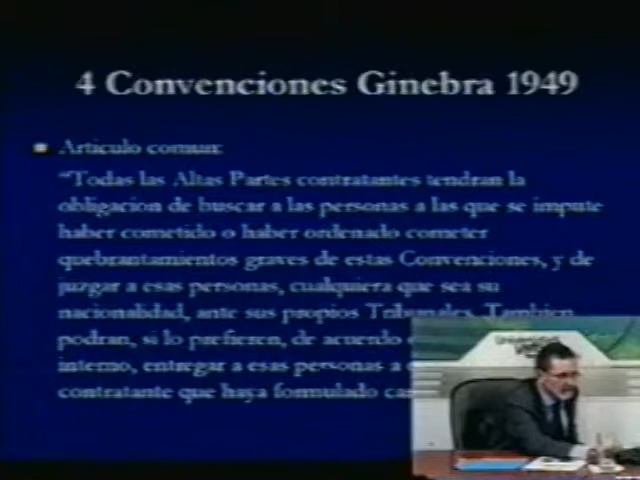 4 Convenciones Ginebra 1949
Articulo comun:
"Todas las Altas Partes contratantes tendran la
obligacion de buscar a las personas a las que se impute
haber cometido o haber ordenado cometer
quebrantamientos graves de estas Convenciones, y de
juzgar a esas personas, cualquiera que sea su
nacionalidad, ante sus propios Tribunales. Tambien
podran, si lo prefieren, de acuerdo
interno, entregar a esas personas a
contratante que haya formulado
Universidad